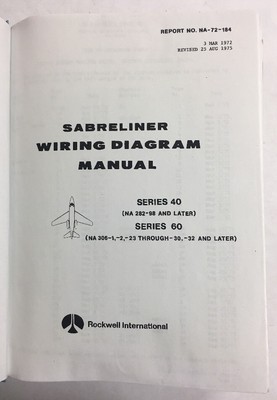 REPORT NO. NA-72-184
3 MAR 1972
REVISED 23 AUG 1975
SABRELINER
WIRING DIAGRAM
MANUAL
SERIES 40
(NA 282-98 AND LATER)
SERIES 60
(NA 306-1,-2,-23 THROUGH-30,-32 AND LATER)
Rockwell International